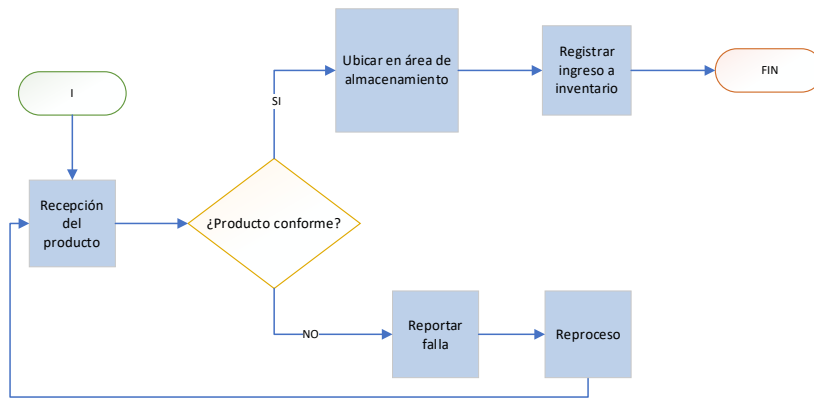 I
Recepción
del
producto
¿Producto conforme?
SI
Ubicar en área de
almacenamiento
Registrar
ingreso a
inventario
FIN
NO
Reportar
falla
Reproceso